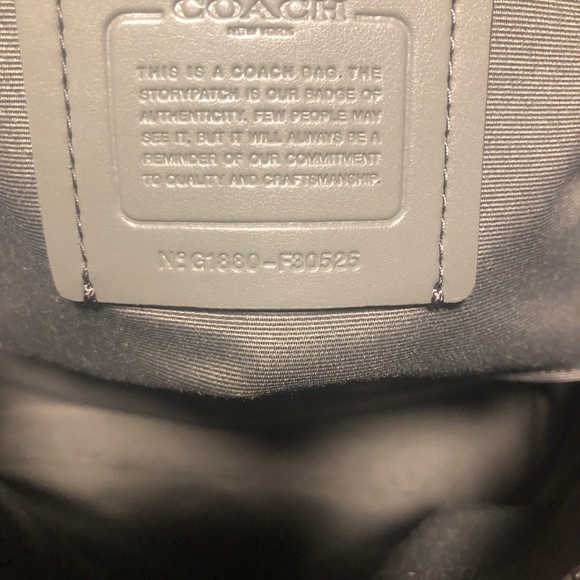 COACH
NEW YORK
THIS IS A COACH BAG. THE
STORYPATCH IS OUR BADGE OF
AUTHENTICITY. FEW PEOPLE MAY
SEE IT, BUT IT WILL ALWAYS BE A
REMINDER OF OUR COMMITMENT
TO QUALITY AND CRAFTSMANSHIP.
Nº G1880-F30525